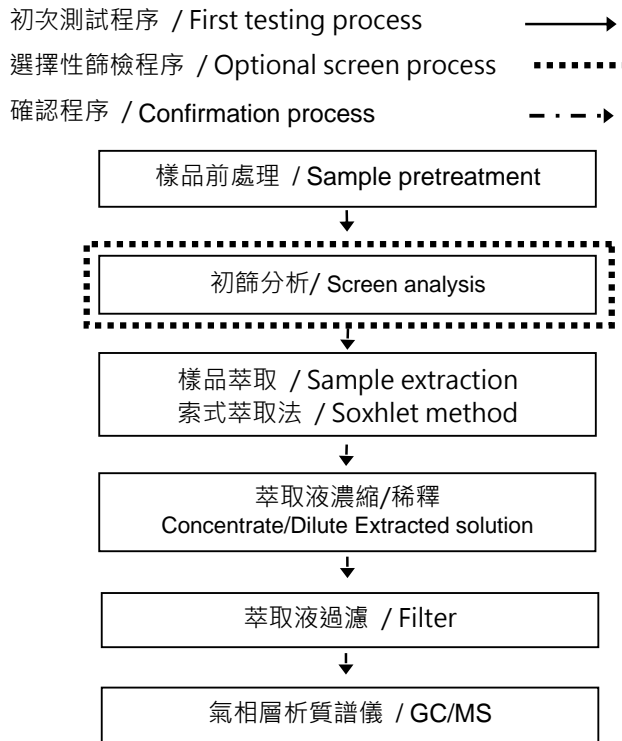 初次測試程序 / First testing process
選擇性篩檢程序 / Optional screen process
確認程序 / Confirmation process
樣品前處理 / Sample pretreatment
初篩分析/ Screen analysis
樣品萃取 / Sample extraction
索式萃取法 / Soxhlet method
萃取液濃縮/稀釋
Concentrate/Dilute Extracted solution
萃取液過濾 / Filter
氣相層析質譜儀 / GC/MS